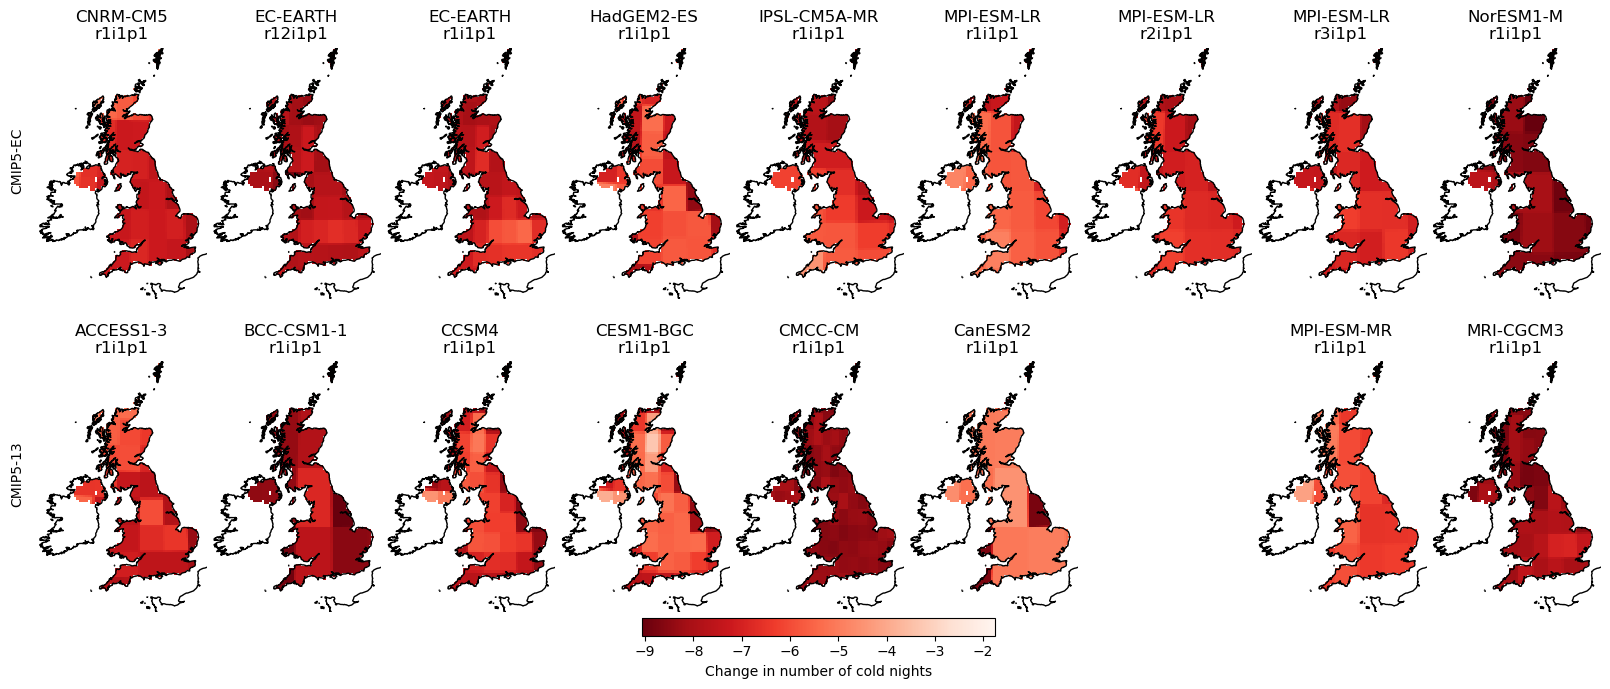 CNRM-CM5
r1i1p1
EC-EARTH
r12i1p1
EC-EARTH
r1i1p1
HadGEM2-ES
r1i1p1
IPSL-CM5A-MR
r1i1p1
MPI-ESM-LR
r1i1p1
MPI-ESM-LR
r2i1p1
MPI-ESM-LR
r3i1p1
NorESM1-M
r1i1p1
CMIP5-EC
ACCESS1-3
r1i1p1
BCC-CSM1-1
r1i1p1
CCSM4
r1i1p1
CESM1-BGC
r1i1p1
CMCC-CM
r1i1p1
CanESM2
r1i1p1
MPI-ESM-MR
r1i1p1
MRI-CGCM3
r1i1p1
CMIP5-13
−9 −8 −7 −6 −5 −4 −3 −2
Change in number of cold nights